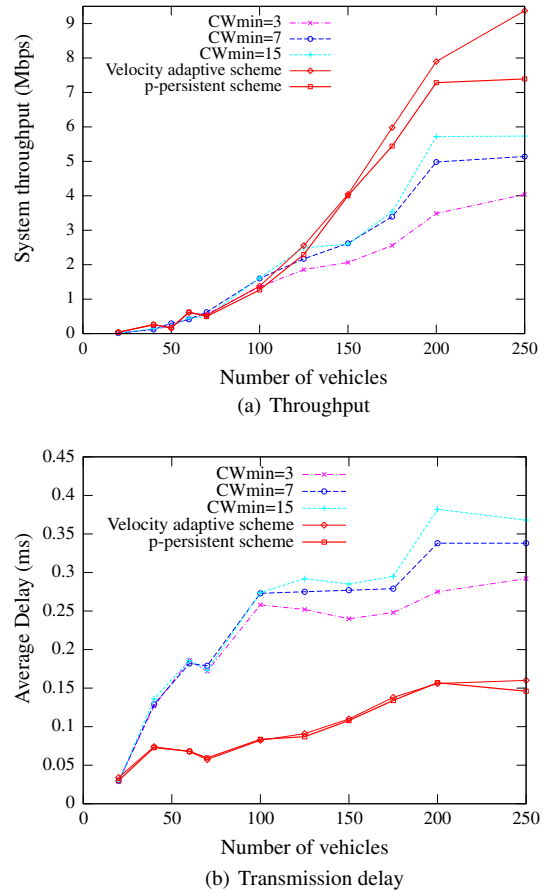 9
8
7
6
5
4
3
2
1
0
System throughput (Mbps)
CWmin=3
CWmin=7
CWmin=15
Velocity adaptive scheme
p-persistent scheme
0 50 100 150 200 250
Number of vehicles
(a) Throughput
0.45
0.4
0.35
0.3
0.25
0.2
0.15
0.1
0.05
0
Average Delay (ms)
CWmin=3
CWmin=7
CWmin=15
Velocity adaptive scheme
p-persistent scheme
0 50 100 150 200 250
Number of vehicles
(b) Transmission delay